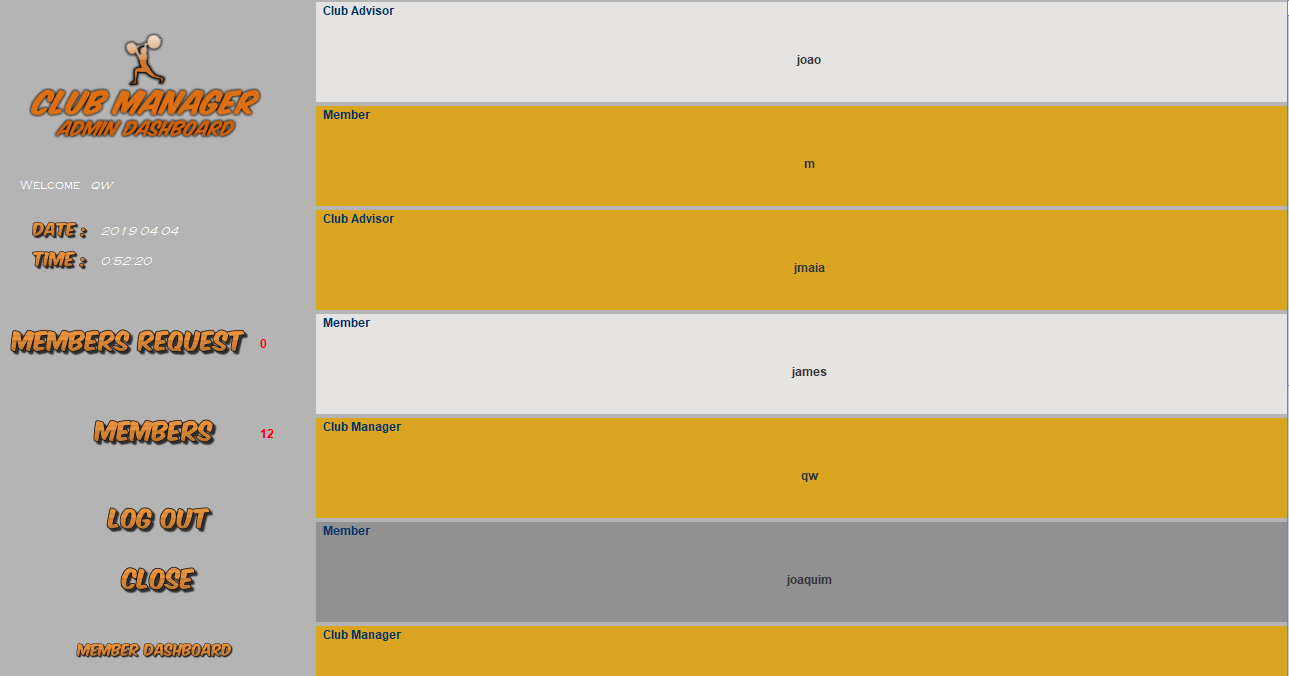 CLUB MANAGER
ADMIN DASHBOARD
Welcome qw
DATE : 2019 04 04
TIME : 0:52:20
MEMBERS REQUEST 0
MEMBERS 12
LOG OUT
CLOSE
MEMBER DASHBOARD
Club Advisor
joao
Member
m
Club Advisor
jmaia
Member
james
Club Manager
qw
Member
joaquim
Club Manager